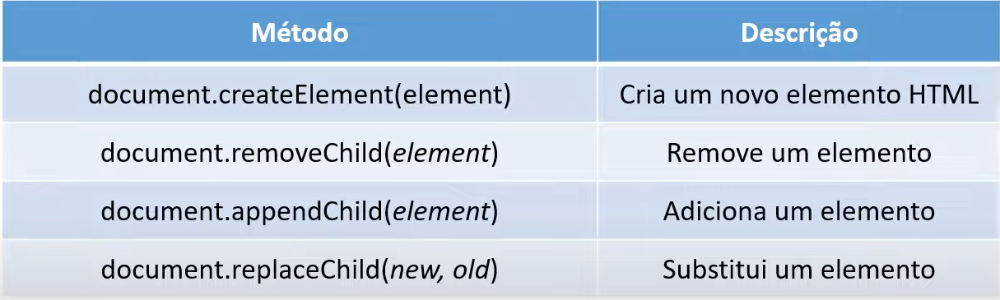 Método Descrição
document.createElement(element) Cria um novo elemento HTML
document.removeChild(element) Remove um elemento
document.appendChild(element) Adiciona um elemento
document.replaceChild(new, old) Substitui um elemento